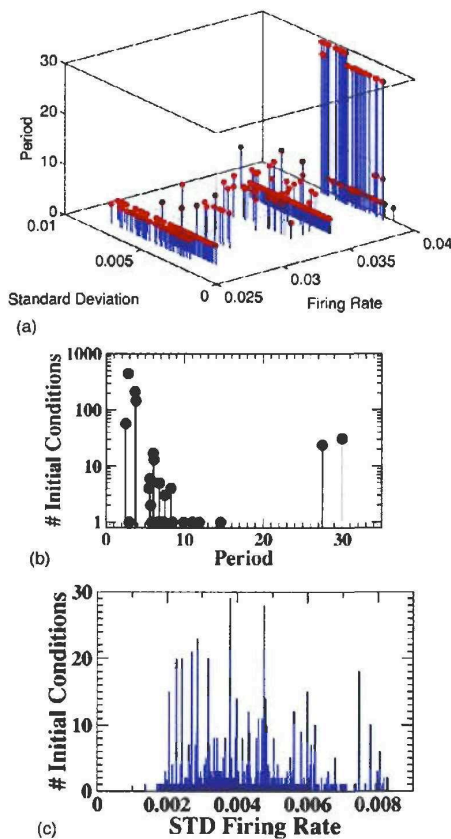 30
20
10
0
Period
0.01
0.005
0
Standard Deviation
0.025
0.03
0.035
0.04
Firing Rate
(a)
1000
100
10
1
# Initial Conditions
0 10 20 30
Period
(b)
30
20
10
0
# Initial Conditions
0 0.002 0.004 0.006 0.008
STD Firing Rate
(c)